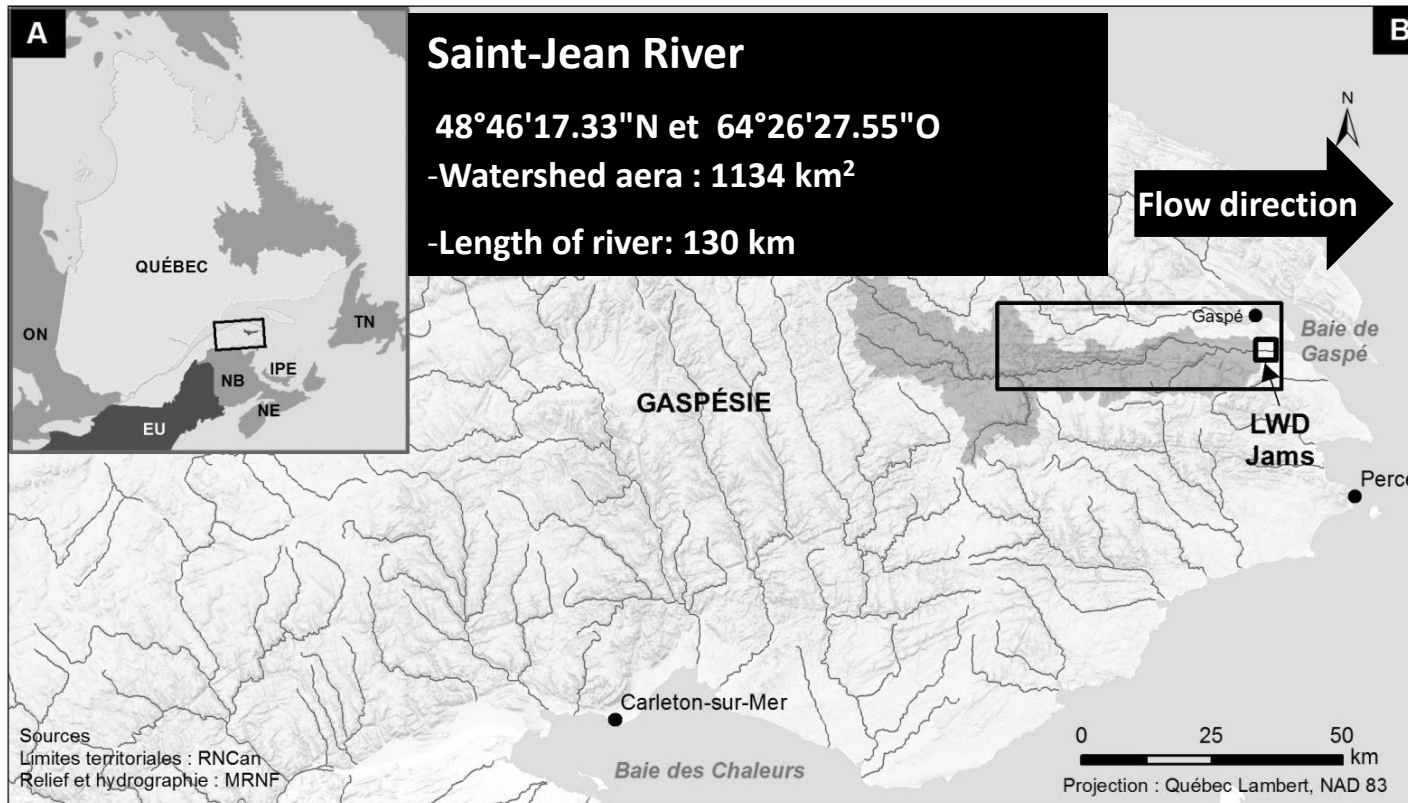 A
B
Saint-Jean River
48°46'17.33"N et 64°26'27.55"O
-Watershed aera : 1134 km²
-Length of river: 130 km
N
Flow direction
QUÉBEC
ON
TN
IPE
NB
NE
EU
Gaspé
Baie de
Gaspé
GASPÉSIE
LWD
Jams
Perce
Carleton-sur-Mer
Baie des Chaleurs
Sources
Limites territoriales : RNCan
Relief et hydrographie : MRNF
0 25 50
km
Projection : Québec Lambert, NAD 83